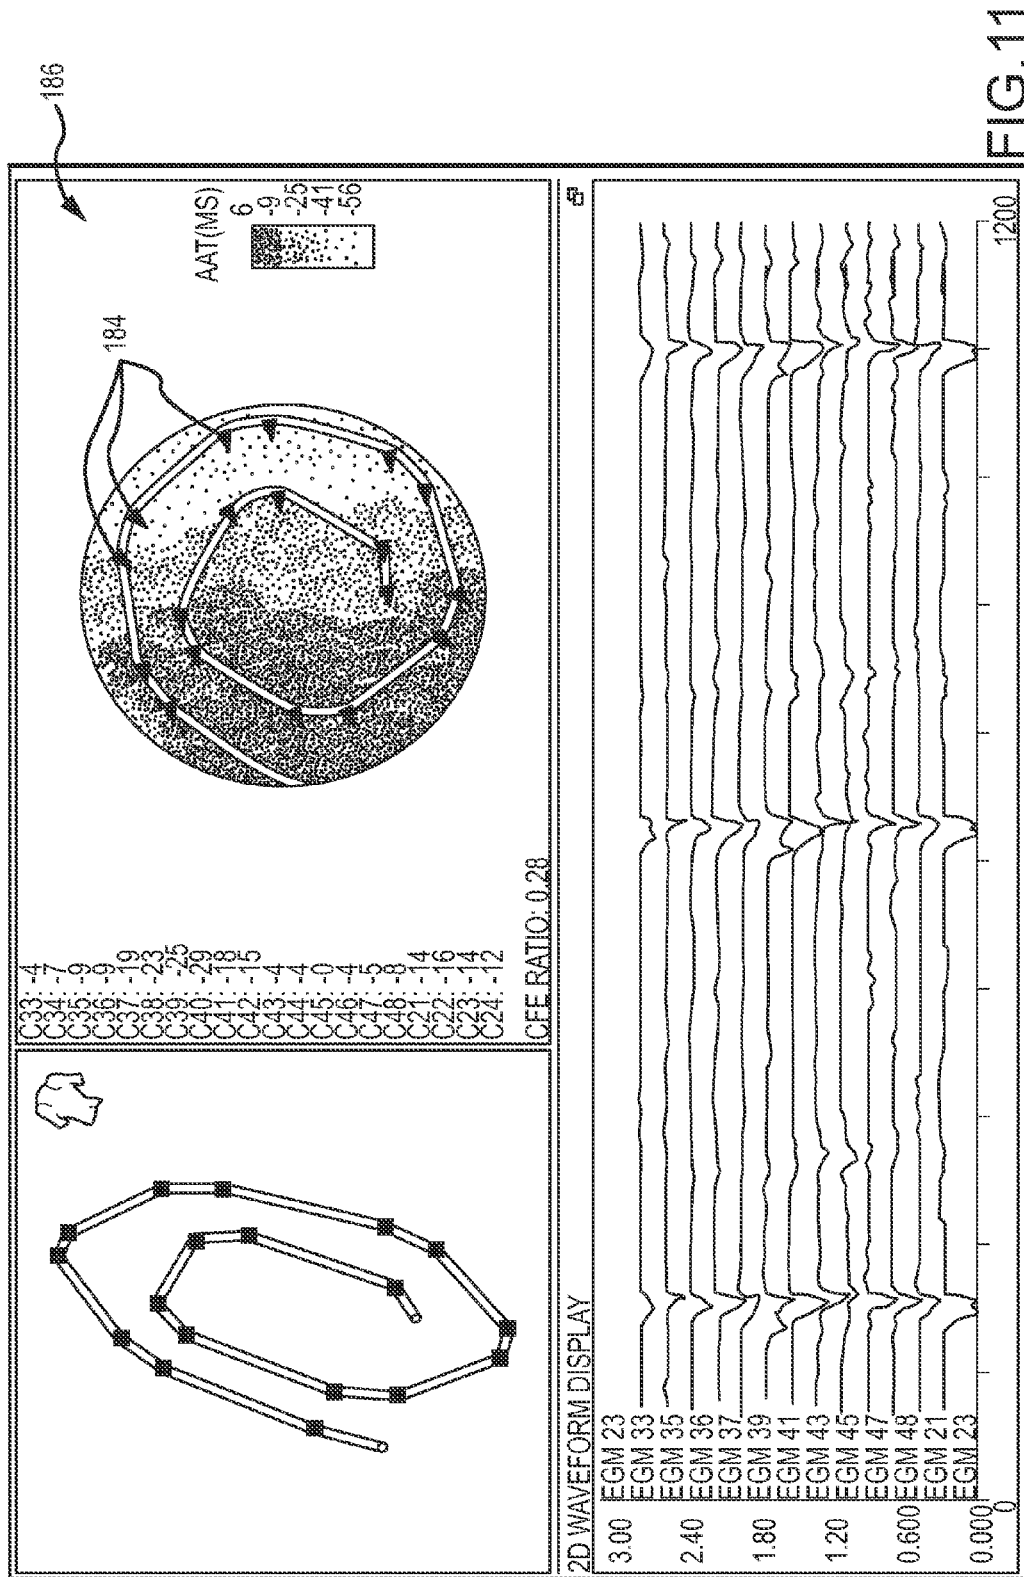 C33: -4
C34: -7
C35: -9
C36: -9
C37: -19
C38: -23
C39: -25
C40: -29
C41: -18
C42: -15
C43: -4
C44: -4
C45: -0
C46: -4
C47: -5
C48: -8
C21: -14
C22: -16
C23: -14
C24: -12
CFE RATIO: 0.28
184
AAT(MS)
6
-9
-25
-41
-56
186
2D WAVEFORM DISPLAY
3.00
2.40
1.80
1.20
0.600
0.000
EGM 23
EGM 33
EGM 35
EGM 36
EGM 37
EGM 39
EGM 41
EGM 43
EGM 45
EGM 47
EGM 48
EGM 21
EGM 23
0
1200
FIG.11